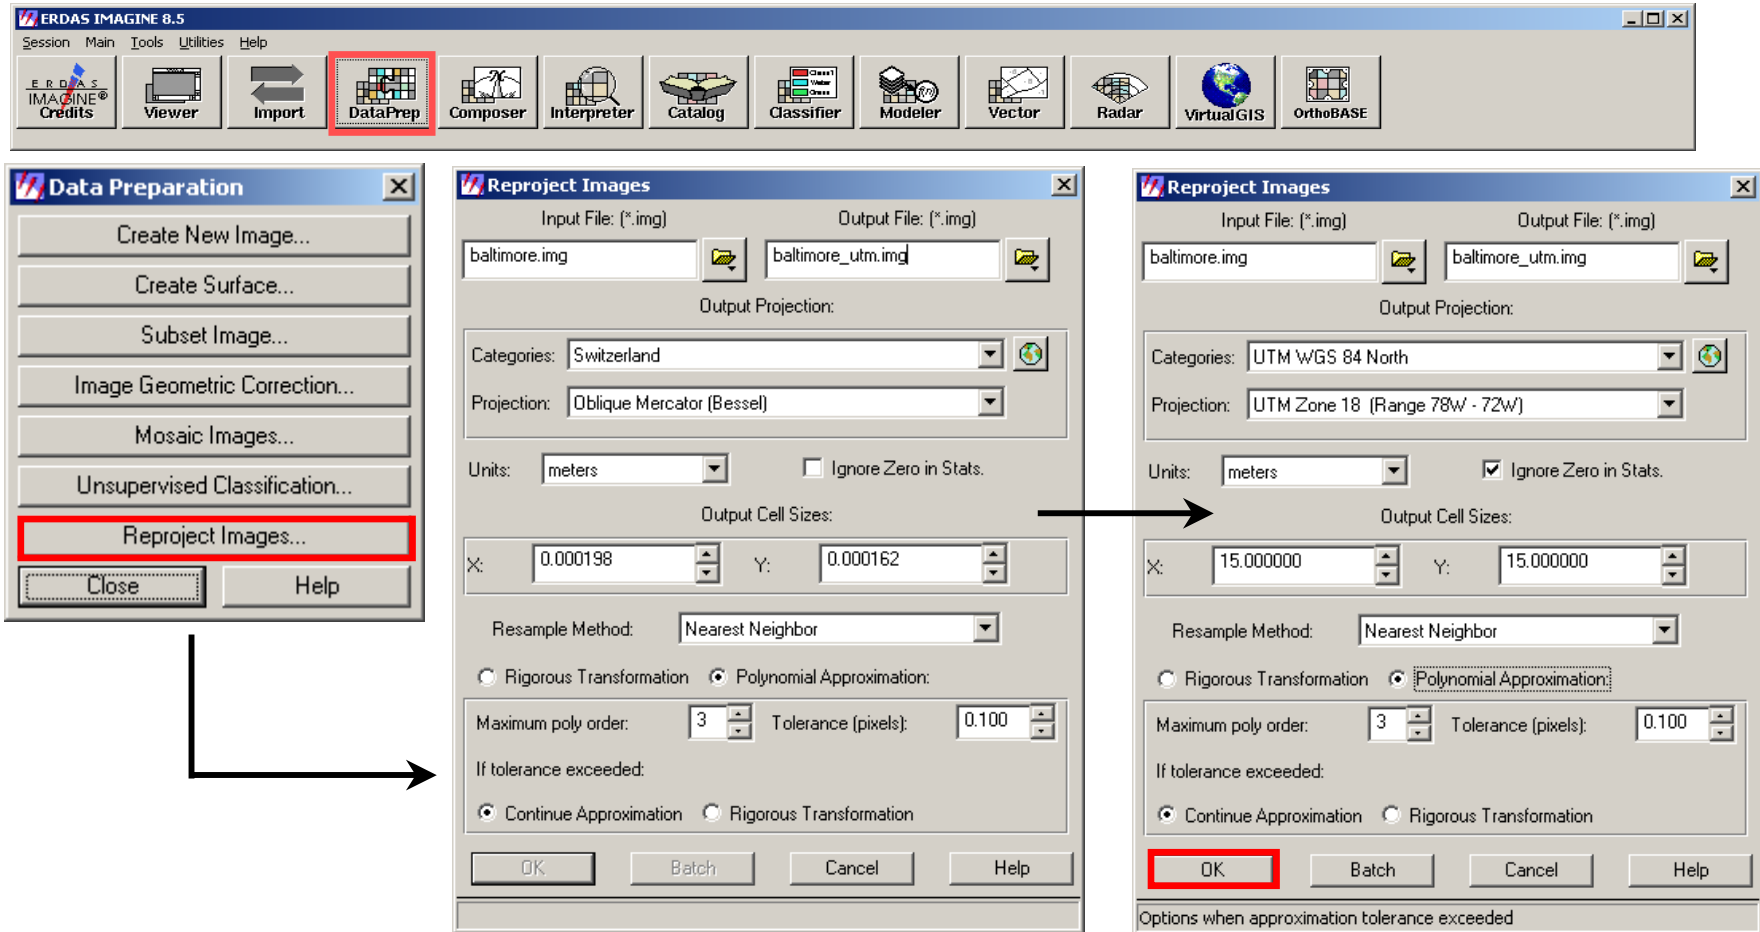 ERDAS IMAGINE 8.5
Session Main Tools Utilities Help
ERDAS
IMAGINE®
Credits
Viewer
Import
DataPrep
Composer
Interpreter
Catalog
Class1
Water
Grass
Classifier
Modeler
Vector
Radar
VirtualGIS
OrthoBASE
Data Preparation
Create New Image...
Create Surface...
Subset Image...
Image Geometric Correction...
Mosaic Images...
Unsupervised Classification...
Reproject Images...
Close Help
Reproject Images
Input File: (*.img) Output File: (*.img)
baltimore.img baltimore_utm.img
Output Projection:
Categories: Switzerland
Projection: Oblique Mercator (Bessel)
Units: meters Ignore Zero in Stats.
Output Cell Sizes:
X: 0.000198 Y: 0.000162
Resample Method: Nearest Neighbor
Rigorous Transformation Polynomial Approximation:
Maximum poly order: 3 Tolerance (pixels): 0.100
If tolerance exceeded:
Continue Approximation Rigorous Transformation
OK Batch Cancel Help
Reproject Images
Input File: (*.img) Output File: (*.img)
baltimore.img baltimore_utm.img
Output Projection:
Categories: UTM WGS 84 North
Projection: UTM Zone 18 (Range 78W - 72W)
Units: meters Ignore Zero in Stats.
Output Cell Sizes:
X: 15.000000 Y: 15.000000
Resample Method: Nearest Neighbor
Rigorous Transformation Polynomial Approximation:
Maximum poly order: 3 Tolerance (pixels): 0.100
If tolerance exceeded:
Continue Approximation Rigorous Transformation
OK Batch Cancel Help
Options when approximation tolerance exceeded